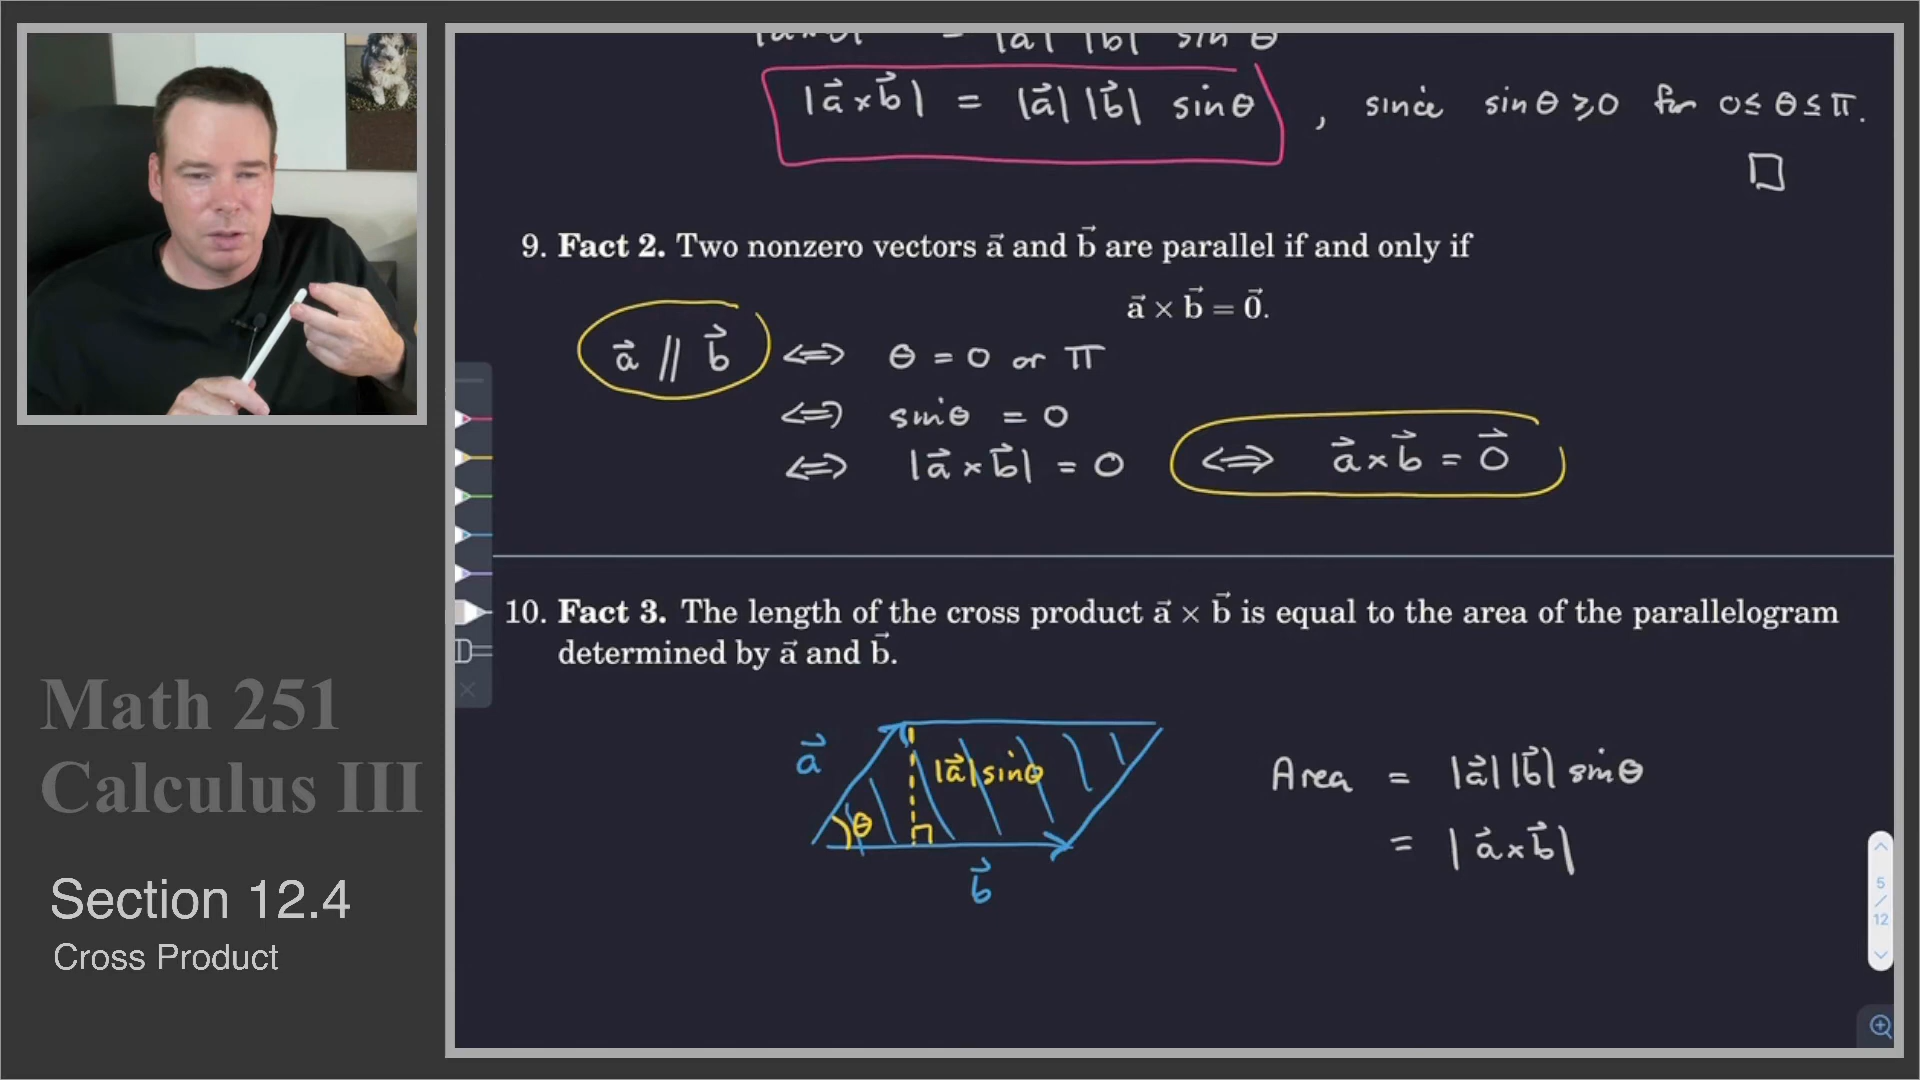 |a⃗×b⃗| = |a⃗| |b⃗| sin θ
|a⃗×b⃗| = |a⃗| |b⃗| sinθ , since sinθ ⩾ 0 for 0 ≤ θ ≤ π.
9. Fact 2. Two nonzero vectors a⃗ and b⃗ are parallel if and only if
a⃗ × b⃗ = 0⃗.
a⃗ // b⃗ ⟺ θ = 0 or π
⟺ sinθ = 0
⟺ |a⃗×b⃗| = 0 ⟺ a⃗×b⃗ = 0⃗
10. Fact 3. The length of the cross product a⃗ × b⃗ is equal to the area of the parallelogram
determined by a⃗ and b⃗.
a⃗
|a⃗|sinθ
θ
b⃗
Area = |a⃗||b⃗| sinθ
= |a⃗×b⃗|
Math 251
Calculus III
Section 12.4
Cross Product
5
/
12